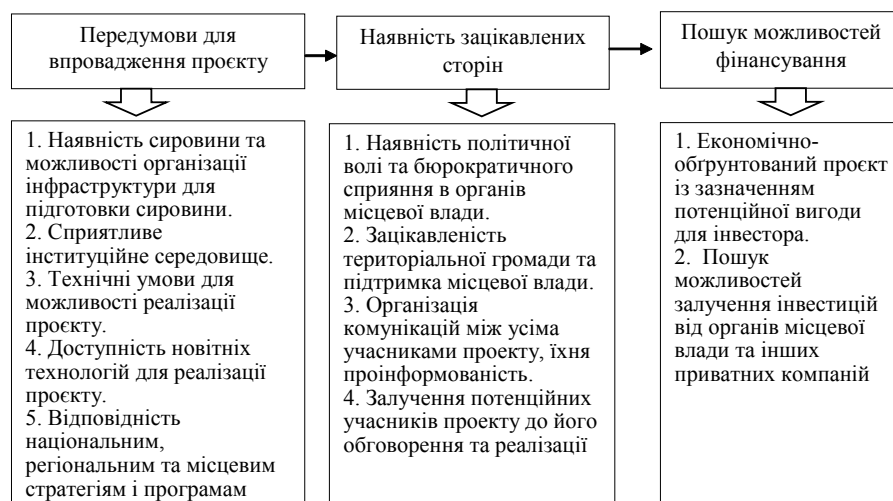 Передумови для
впровадження проєкту
Наявність зацікавлених
сторін
Пошук можливостей
фінансування
1. Наявність сировини та
можливості організації
інфраструктури для
підготовки сировини.
2. Сприятливе
інституційне середовище.
3. Технічні умови для
можливості реалізації
проєкту.
4. Доступність новітніх
технологій для реалізації
проєкту.
5. Відповідність
національним,
регіональним та місцевим
стратегіям і програмам
1. Наявність політичної
волі та бюрократичного
сприяння в органів
місцевої влади.
2. Зацікавленість
територіальної громади та
підтримка місцевої влади.
3. Організація
комунікацій між усіма
учасниками проекту, їхня
проінформованість.
4. Залучення потенційних
учасників проекту до його
обговорення та реалізації
1. Економічно-
обґрунтований проєкт
із зазначенням
потенційної вигоди
для інвестора.
2. Пошук
можливостей
залучення інвестицій
від органів місцевої
влади та інших
приватних компаній